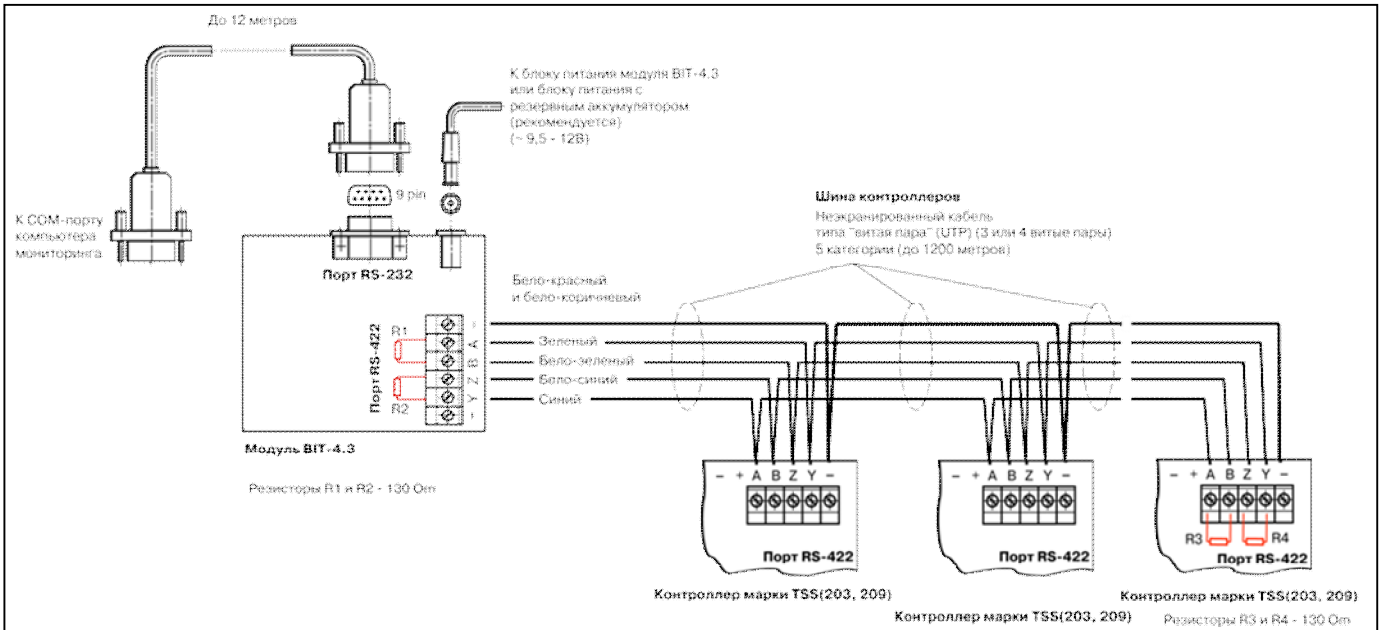 До 12 метров
К блоку питания модуля BIT-4.3
или блоку питания с
резервным аккумулятором
(рекомендуется)
(~ 9,5 - 12В)
9 pin
К COM-порту
компьютера
мониторинга
Порт RS-232
Шина контроллеров
Неэкранированный кабель
типа "витая пара" (UTP) (3 или 4 витые пары)
5 категории (до 1200 метров)
Бело-красный
и бело-коричневый
Порт RS-422
R1
R2
-
A
B
Z
Y
-
Зеленый
Бело-зеленый
Бело-синий
Синий
Модуль BIT-4.3
Резисторы R1 и R2 - 130 Om
- + A B Z Y -
Порт RS-422
Контроллер марки TSS(203, 209)
- + A B Z Y -
Порт RS-422
Контроллер марки TSS(203, 209)
- + A B Z Y -
R3
R4
Порт RS-422
Контроллер марки TSS(203, 209)
Резисторы R3 и R4 - 130 Om